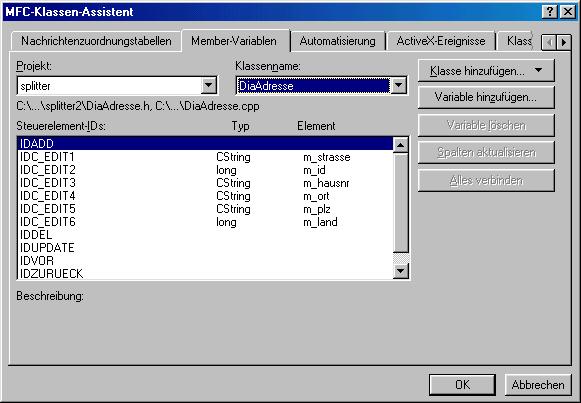 MFC-Klassen-Assistent
Nachrichtenzuordnungstabellen Member-Variablen Automatisierung ActiveX-Ereignisse Klass
Projekt: Klassenname:
splitter DiaAdresse Klasse hinzufügen...
C:\...\splitter2\DiaAdresse.h, C:\...\DiaAdresse.cpp Variable hinzufügen...
Steuerelement-IDs: Typ Element Variable löschen
IDADD
IDC_EDIT1 CString m_strasse Spalten aktualisieren
IDC_EDIT2 long m_id
IDC_EDIT3 CString m_hausnr Alles verbinden
IDC_EDIT4 CString m_ort
IDC_EDIT5 CString m_plz
IDC_EDIT6 long m_land
IDDEL
IDUPDATE
IDVOR
IDZURUECK
Beschreibung:
OK Abbrechen